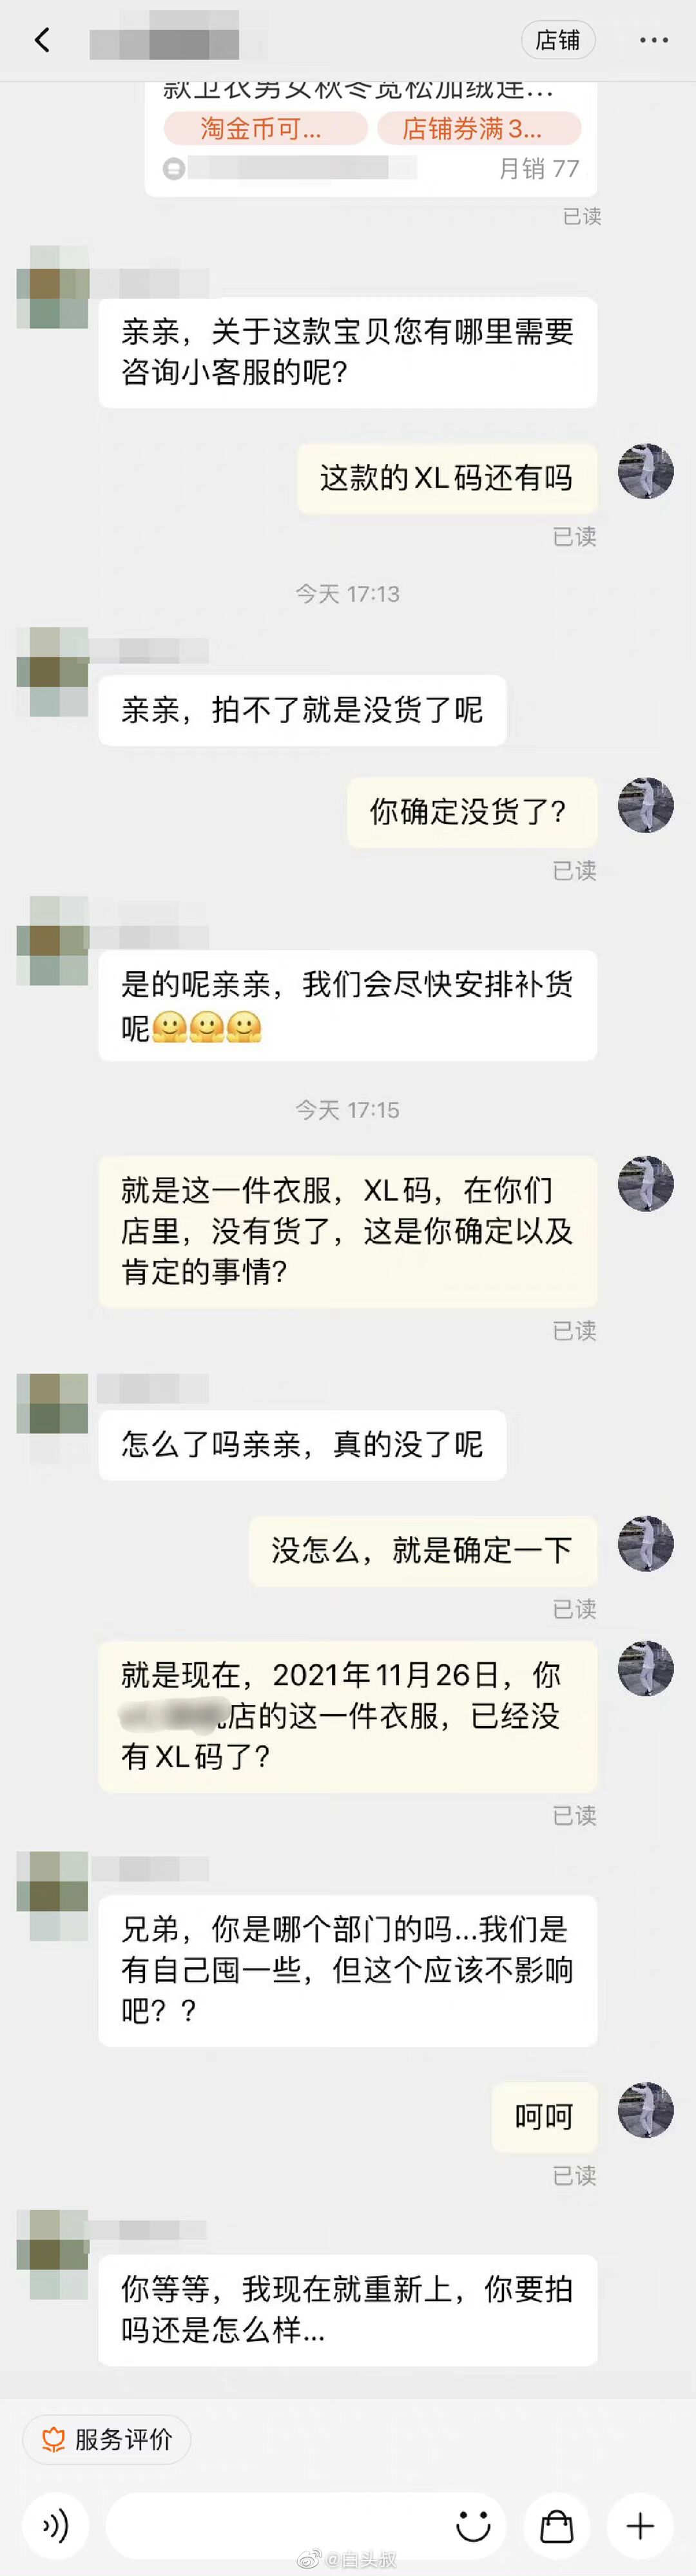 店铺
款卫衣男女秋冬宽松加绒连...
淘金币可...
店铺券满3...
月销 77
已读
亲亲，关于这款宝贝您有哪里需要
咨询小客服的呢？
这款的XL码还有吗
已读
今天 17:13
亲亲，拍不了就是没货了呢
你确定没货了？
已读
是的呢亲亲，我们会尽快安排补货
呢🤗🤗🤗
今天 17:15
就是这一件衣服，XL码，在你们
店里，没有货了，这是你确定以及
肯定的事情？
已读
怎么了吗亲亲，真的没了呢
没怎么，就是确定一下
已读
就是现在，2021年11月26日，你
店的这一件衣服，已经没
有XL码了？
已读
兄弟，你是哪个部门的吗...我们是
有自己囤一些，但这个应该不影响
吧？？
呵呵
已读
你等等，我现在就重新上，你要拍
吗还是怎么样...
服务评价
@白头叔